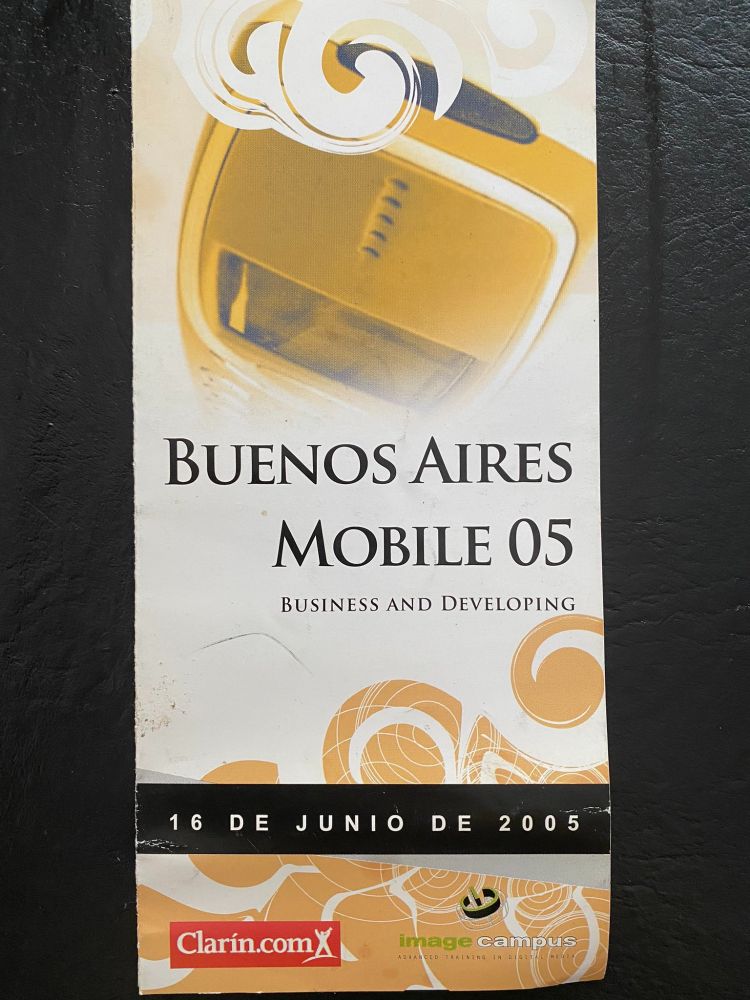 BUENOS AIRES
MOBILE 05
BUSINESS AND DEVELOPING
16 DE JUNIO DE 2005
Clarín.com
image campus
ADVANCED TRAINING IN DIGITAL MEDIA